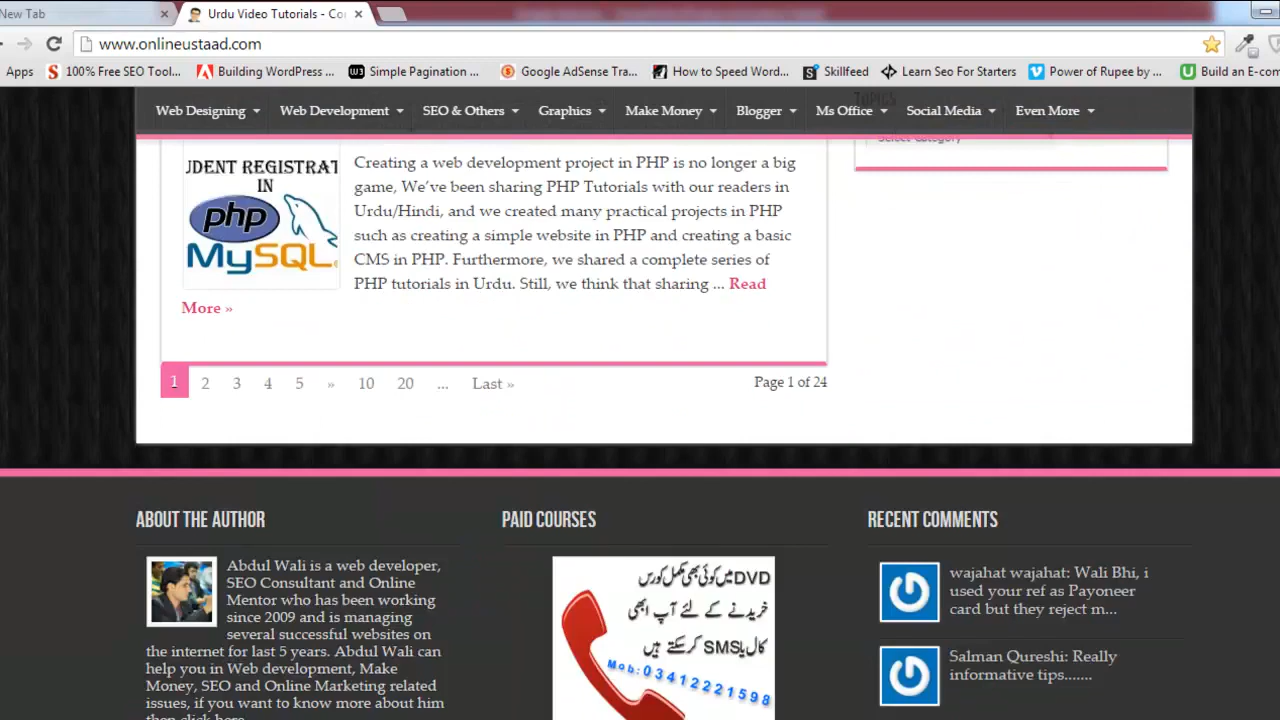 New Tab
Urdu Video Tutorials - Co
www.onlineustaad.com
Apps
100% Free SEO Tool...
Building WordPress ...
Simple Pagination ...
Google AdSense Tra...
How to Speed Word...
Skillfeed
Learn Seo For Starters
Power of Rupee by ...
Build an E-com
Web Designing
Web Development
SEO & Others
Graphics
Make Money
Blogger
Ms Office
Social Media
Even More
TOPICS
Select Category
UDENT REGISTRAT
IN
php
MySQL
Creating a web development project in PHP is no longer a big
game, We've been sharing PHP Tutorials with our readers in
Urdu/Hindi, and we created many practical projects in PHP
such as creating a simple website in PHP and creating a basic
CMS in PHP. Furthermore, we shared a complete series of
PHP tutorials in Urdu. Still, we think that sharing ... Read
More »
1 2 3 4 5 » 10 20 ... Last »
Page 1 of 24
ABOUT THE AUTHOR
Abdul Wali is a web developer,
SEO Consultant and Online
Mentor who has been working
since 2009 and is managing
several successful websites on
the internet for last 5 years. Abdul Wali can
help you in Web development, Make
Money, SEO and Online Marketing related
issues, if you want to know more about him
then click here
PAID COURSES
DVD میں کوئی بھی مکمل کورس
خریدنے کے لئے آپ ابھی
کال یا SMS کر سکتے ہیں
Mob:03412221598
RECENT COMMENTS
wajahat wajahat: Wali Bhi, i
used your ref as Payoneer
card but they reject m...
Salman Qureshi: Really
informative tips.......